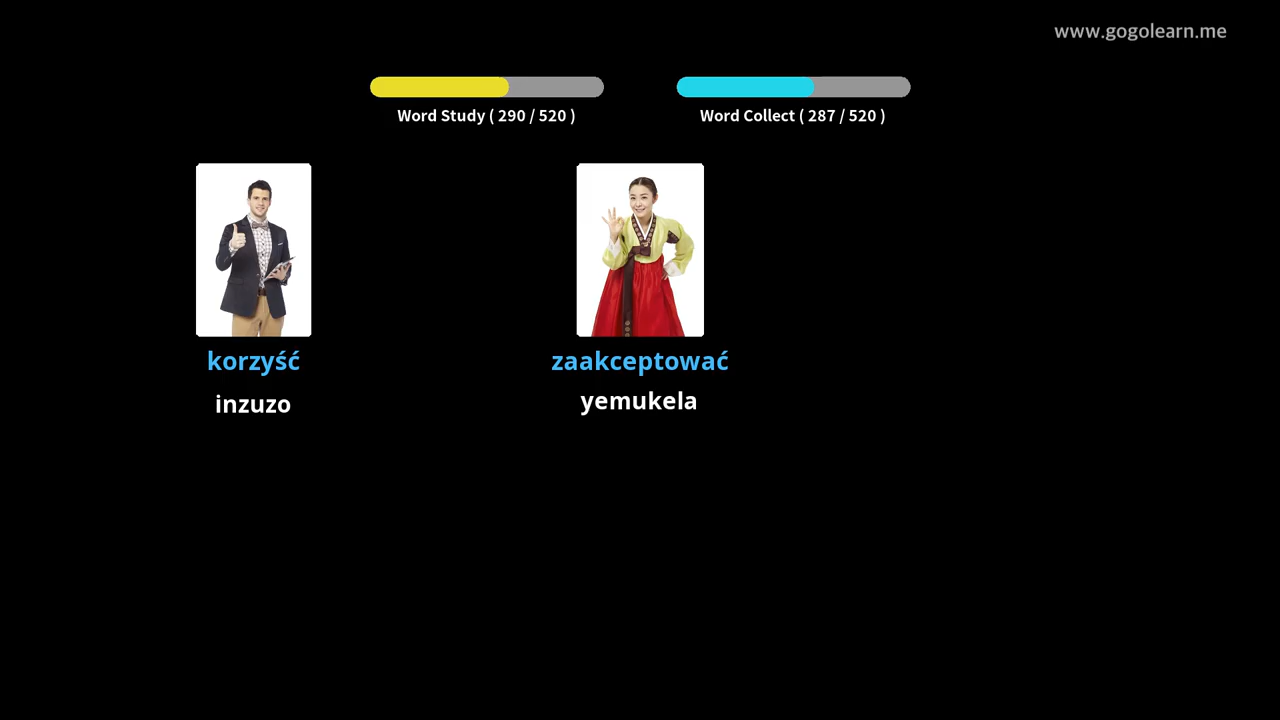 www.gogolearn.me
Word Study ( 290 / 520 )
Word Collect ( 287 / 520 )
korzyść
inzuzo
zaakceptować
yemukela